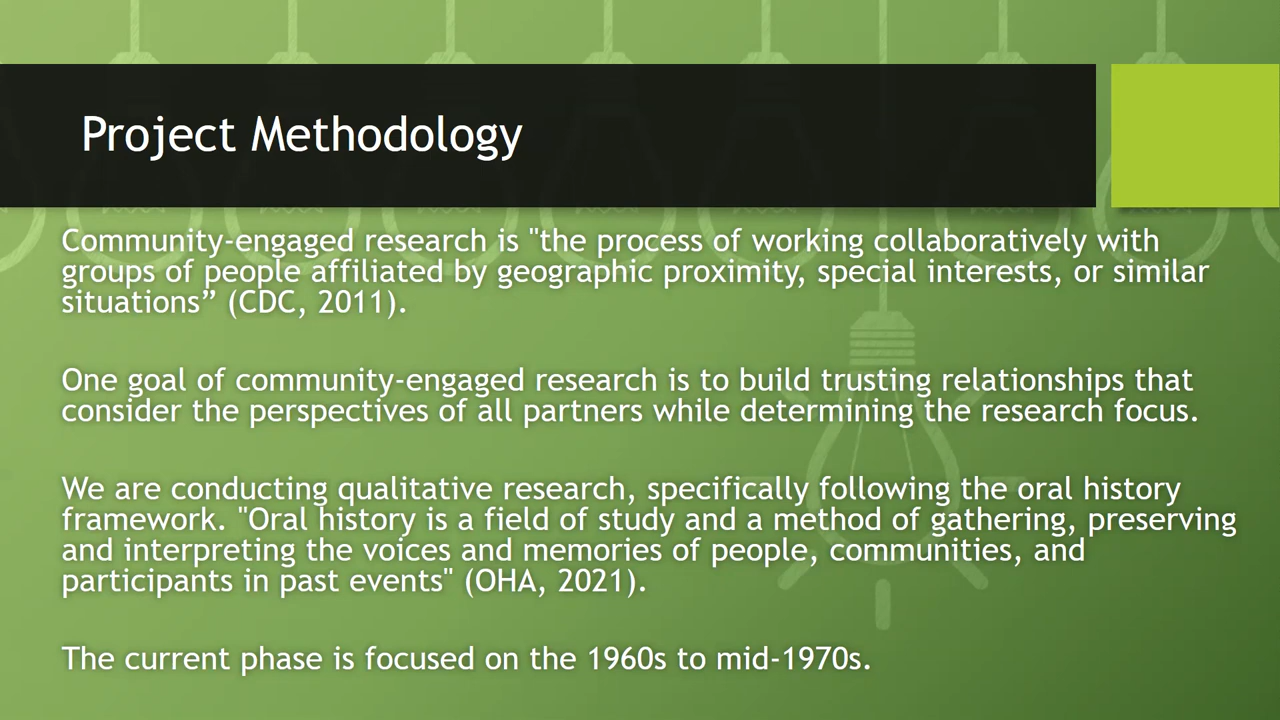 Project Methodology
Community-engaged research is "the process of working collaboratively with
groups of people affiliated by geographic proximity, special interests, or similar
situations” (CDC, 2011).
One goal of community-engaged research is to build trusting relationships that
consider the perspectives of all partners while determining the research focus.
We are conducting qualitative research, specifically following the oral history
framework. "Oral history is a field of study and a method of gathering, preserving
and interpreting the voices and memories of people, communities, and
participants in past events" (OHA, 2021).
The current phase is focused on the 1960s to mid-1970s.